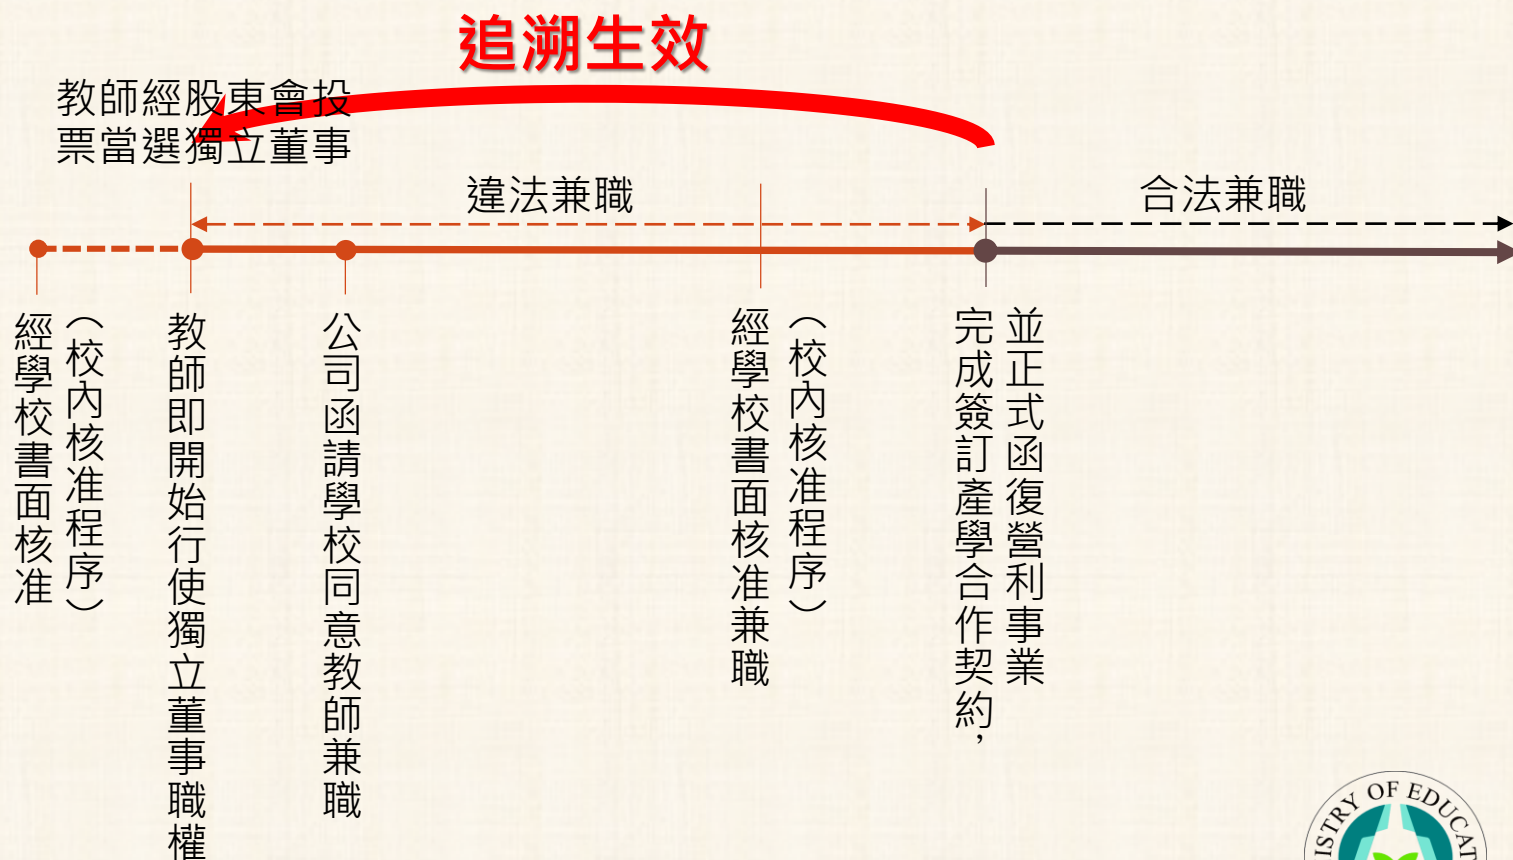 追溯生效
教師經股東會投
票當選獨立董事
違法兼職
合法兼職
經學校書面核准
（校內核准程序）
教師即開始行使獨立董事職權
公司函請學校同意教師兼職
經學校書面核准兼職
（校內核准程序）
完成簽訂產學合作契約，
並正式函復營利事業
ISTRY OF EDUCAT